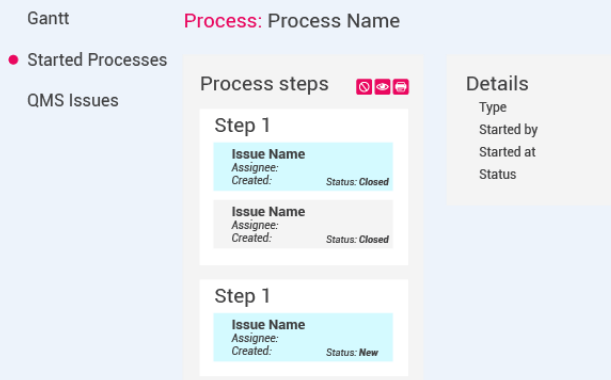 Gantt
Started Processes
QMS Issues
Process: Process Name
Process steps
Step 1
Issue Name
Assignee:
Created:
Status: Closed
Issue Name
Assignee:
Created:
Status: Closed
Step 1
Issue Name
Assignee:
Created:
Status: New
Details
Type
Started by
Started at
Status